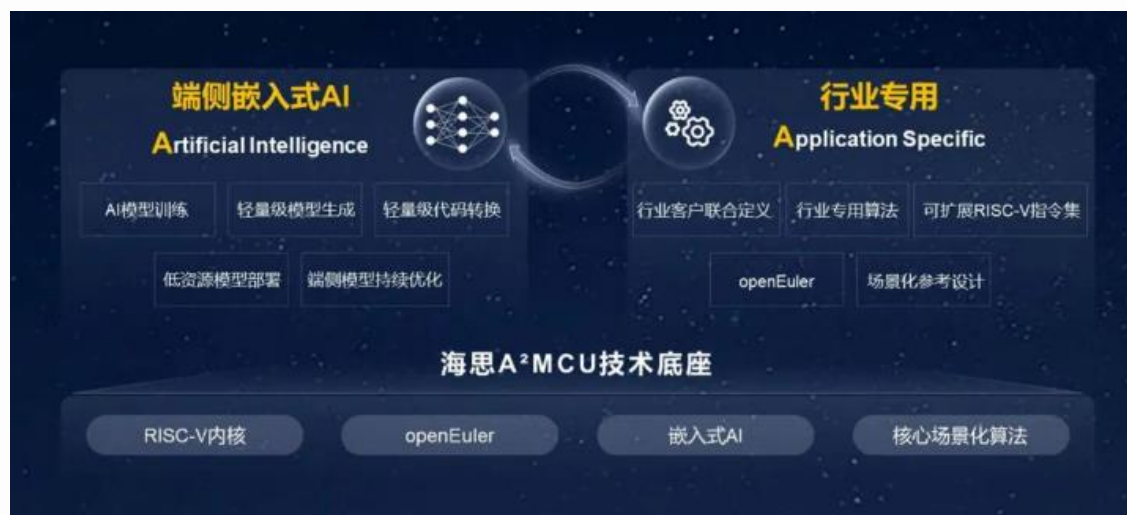 端侧嵌入式AI
Artificial Intelligence
AI模型训练
轻量级模型生成
轻量级代码转换
低资源模型部署
端侧模型持续优化
行业专用
Application Specific
行业客户联合定义
行业专用算法
可扩展RISC-V指令集
openEuler
场景化参考设计
海思A²MCU技术底座
RISC-V内核
openEuler
嵌入式AI
核心场景化算法